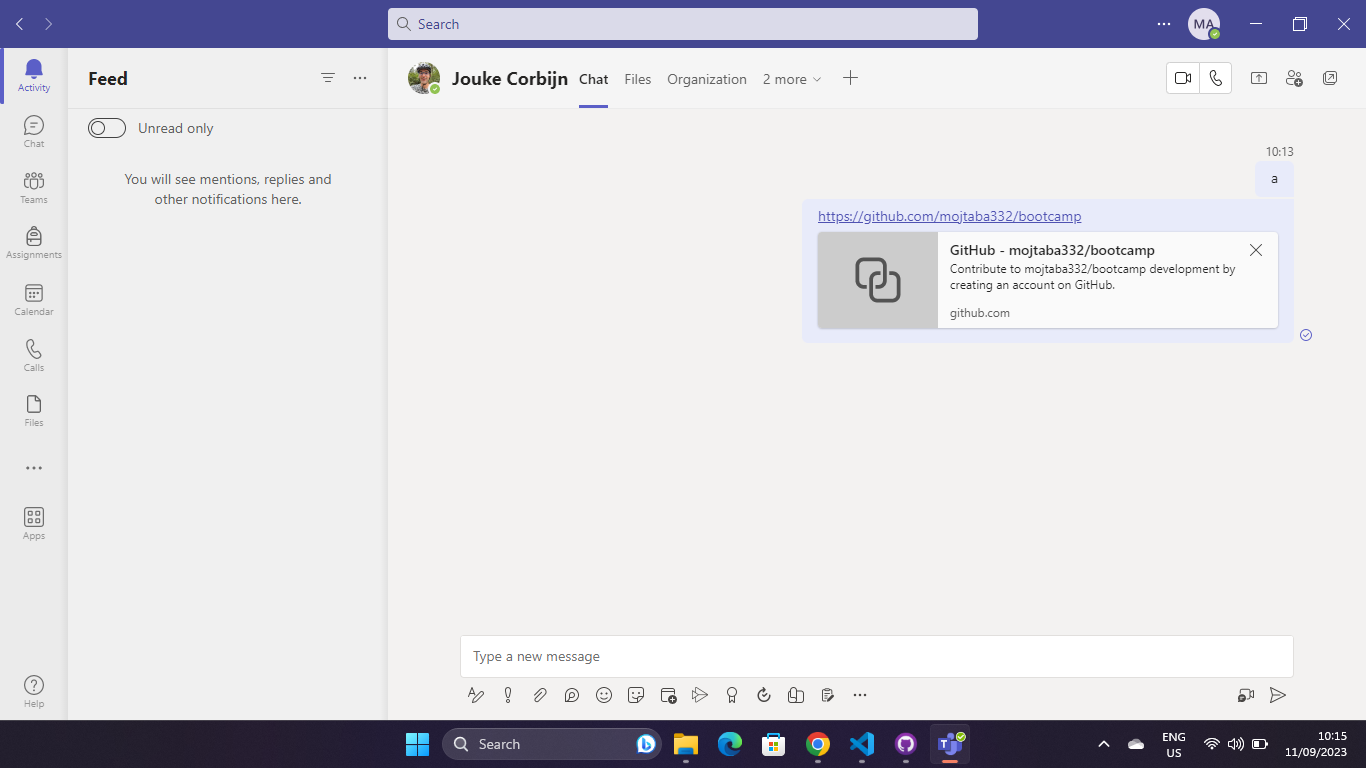 Search
MA
Activity
Chat
Teams
Assignments
Calendar
Calls
Files
Apps
Help
Feed
Unread only
You will see mentions, replies and
other notifications here.
Jouke Corbijn
Chat
Files
Organization
2 more
10:13
a
https://github.com/mojtaba332/bootcamp
GitHub - mojtaba332/bootcamp
Contribute to mojtaba332/bootcamp development by
creating an account on GitHub.
github.com
Type a new message
Search
ENG
US
10:15
11/09/2023